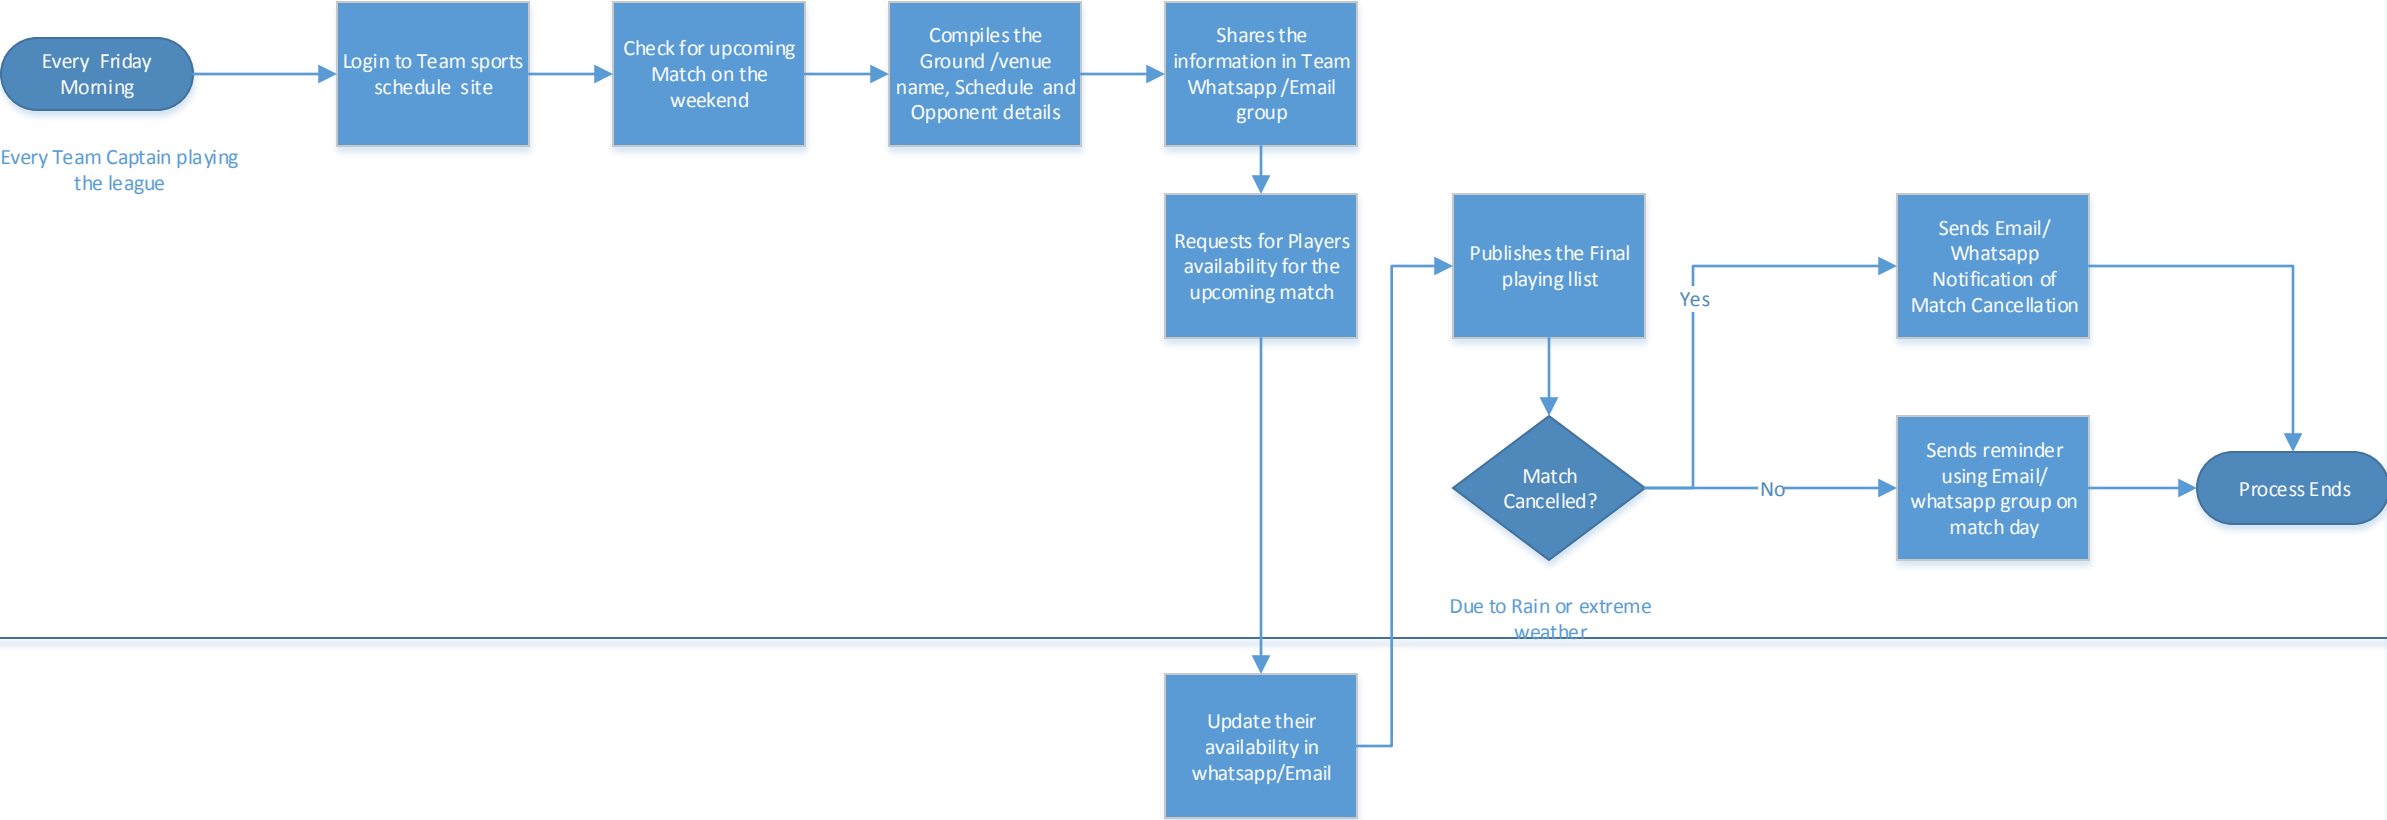 Every Friday
Morning
Every Team Captain playing
the league
Login to Team sports
schedule site
Check for upcoming
Match on the
weekend
Compiles the
Ground /venue
name, Schedule and
Opponent details
Shares the
information in Team
Whatsapp /Email
group
Requests for Players
availability for the
upcoming match
Update their
availability in
whatsapp/Email
Publishes the Final
playing llist
Match
Cancelled?
Due to Rain or extreme
weather
Yes
Sends Email/
Whatsapp
Notification of
Match Cancellation
No
Sends reminder
using Email/
whatsapp group on
match day
Process Ends